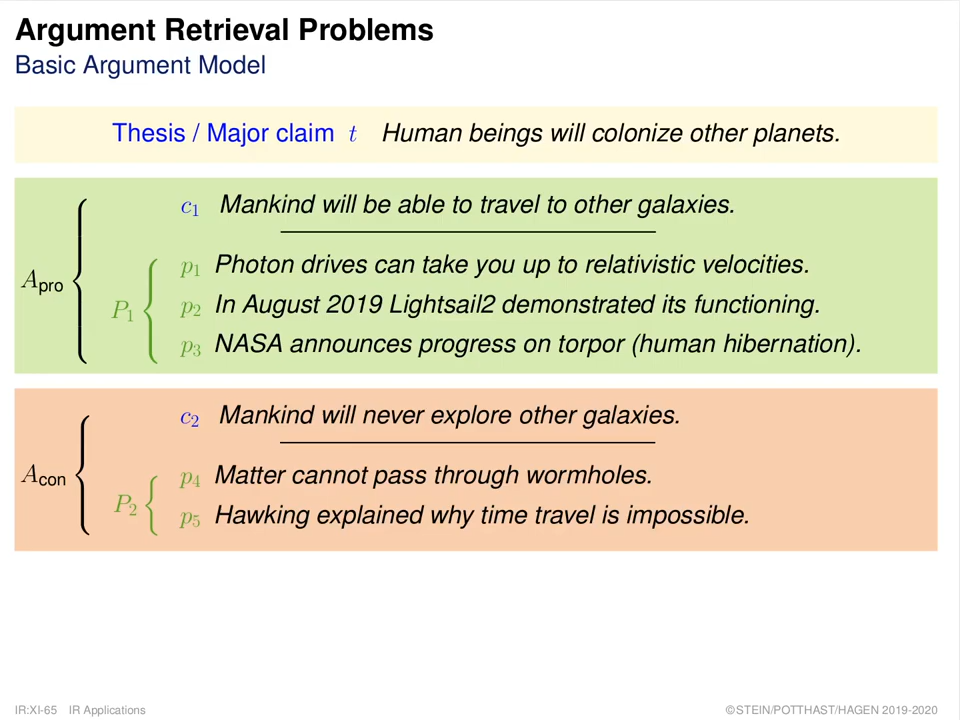 Argument Retrieval Problems
Basic Argument Model
Thesis / Major claim t Human beings will colonize other planets.
c₁ Mankind will be able to travel to other galaxies.
A_pro
P₁
p₁ Photon drives can take you up to relativistic velocities.
p₂ In August 2019 Lightsail2 demonstrated its functioning.
p₃ NASA announces progress on torpor (human hibernation).
c₂ Mankind will never explore other galaxies.
A_con
P₂
p₄ Matter cannot pass through wormholes.
p₅ Hawking explained why time travel is impossible.
IR:XI-65 IR Applications ©STEIN/POTTHAST/HAGEN 2019-2020